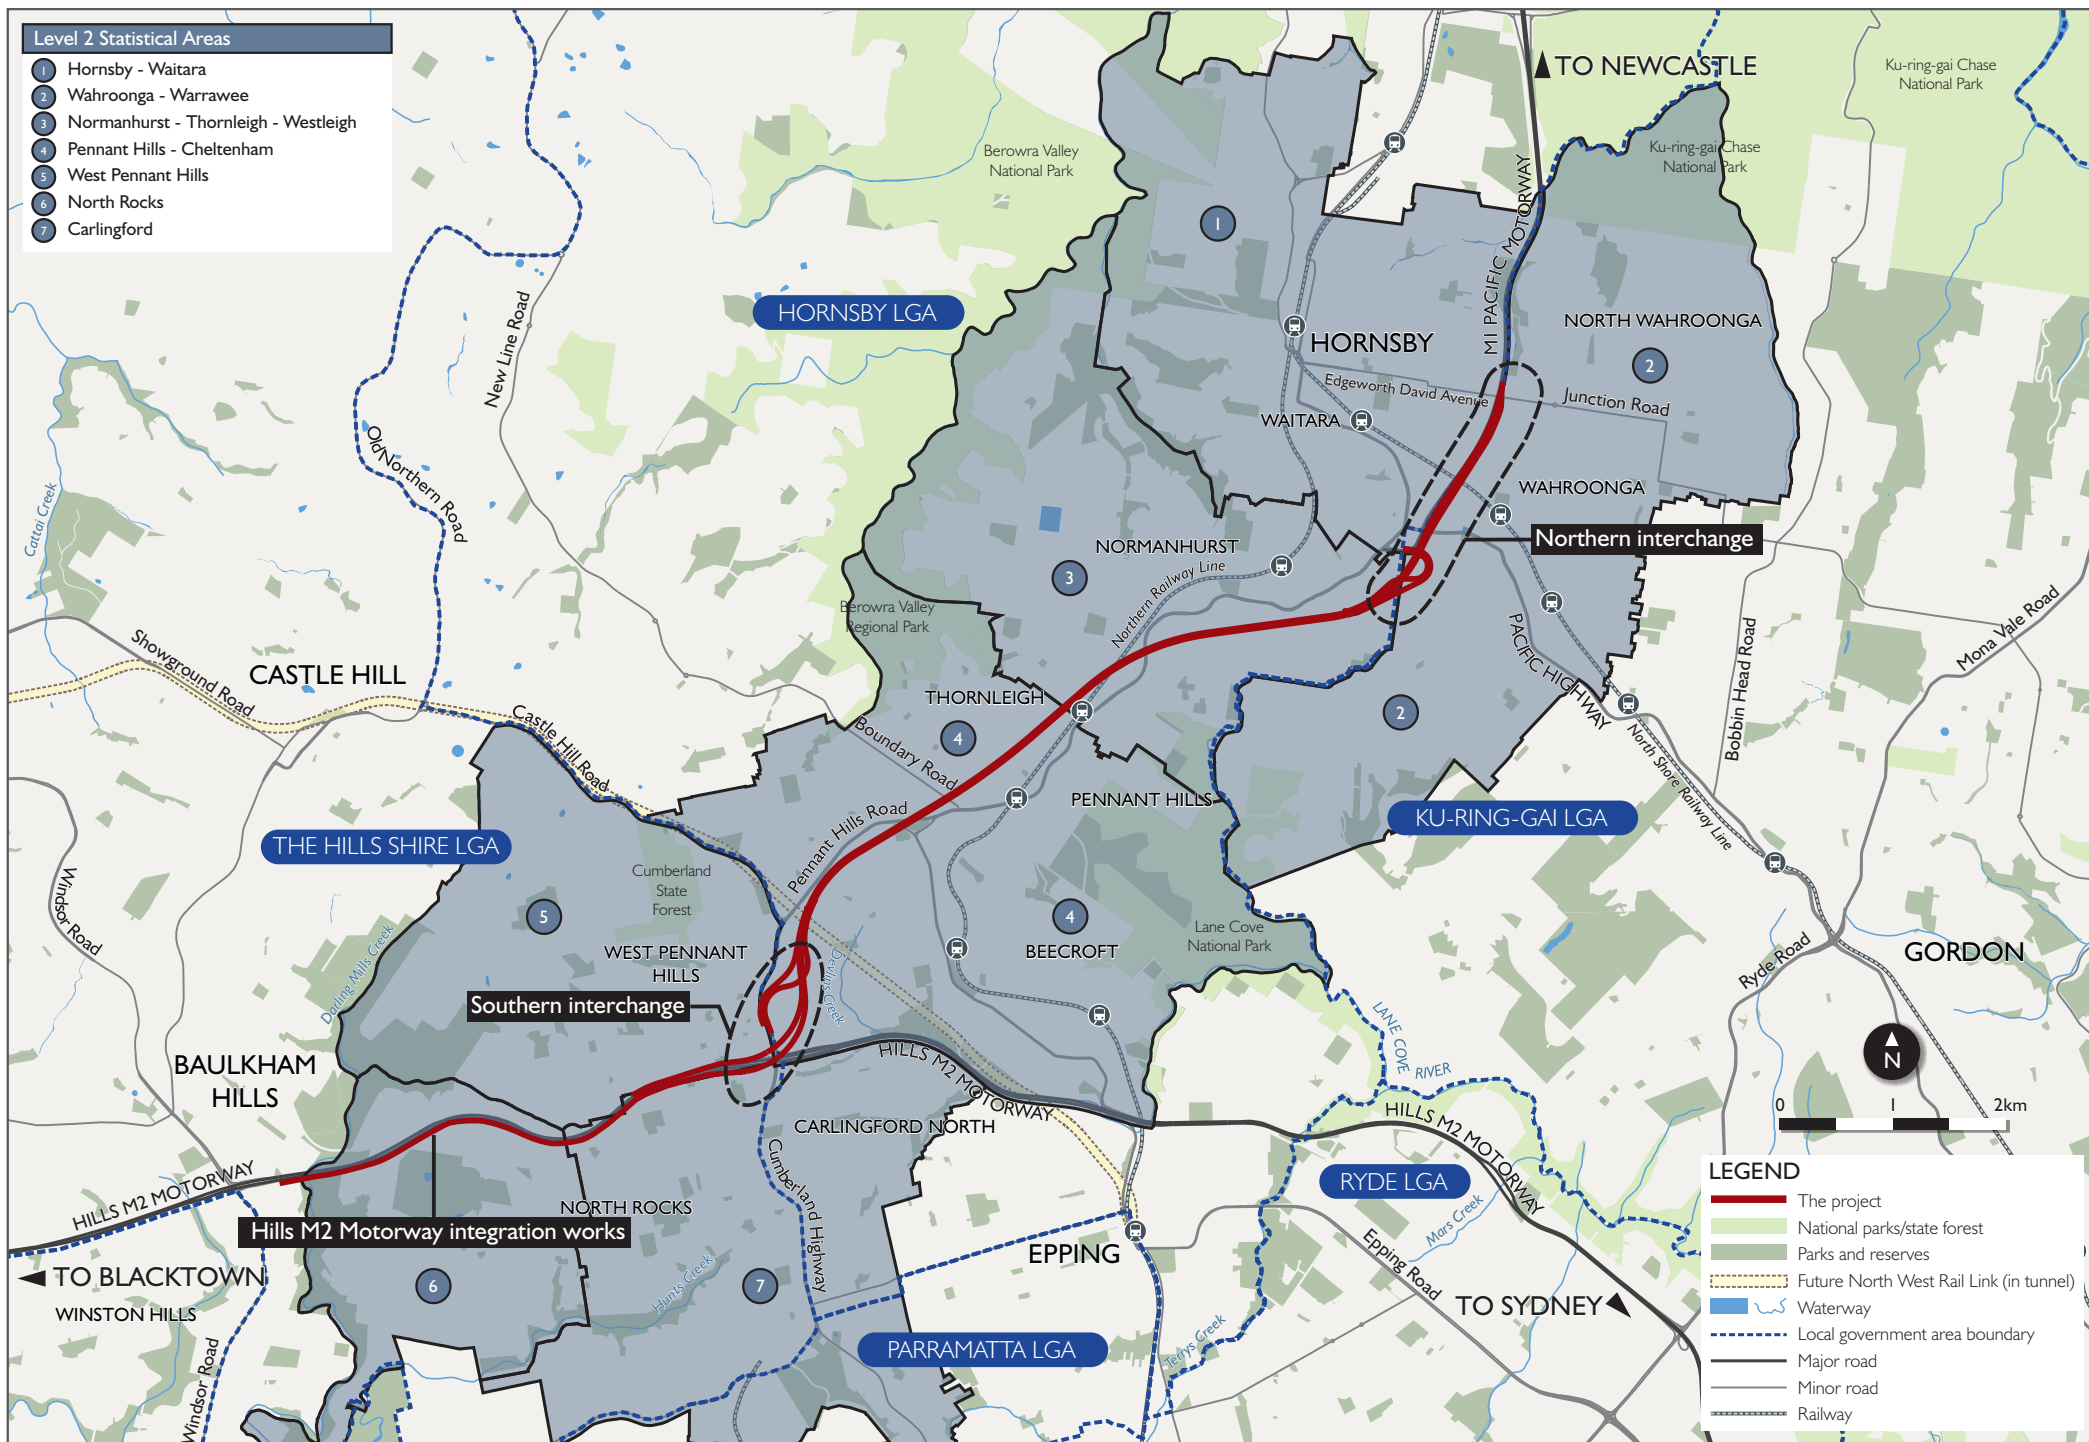 Level 2 Statistical Areas
1 Hornsby - Waitara
2 Wahroonga - Warrawee
3 Normanhurst - Thornleigh - Westleigh
4 Pennant Hills - Cheltenham
5 West Pennant Hills
6 North Rocks
7 Carlingford
TO NEWCASTLE
Ku-ring-gai Chase
National Park
Berowra Valley
National Park
Ku-ring-gai Chase
National Park
1
M1 PACIFIC MOTORWAY
HORNSBY LGA
New Line Road
HORNSBY
NORTH WAHROONGA
2
Edgeworth David Avenue
Junction Road
WAITARA
Old Northern Road
WAHROONGA
Cattai Creek
Northern interchange
NORMANHURST
3
Northern Railway Line
Berowra Valley
Regional Park
Showground Road
CASTLE HILL
THORNLEIGH
PACIFIC HIGHWAY
Mona Vale Road
Bobbin Head Road
Castle Hill Road
Boundary Road
4
2
North Shore Railway Line
PENNANT HILLS
KU-RING-GAI LGA
THE HILLS SHIRE LGA
Pennant Hills Road
Windsor Road
Cumberland
State
Forest
5
4
Lane Cove
National Park
WEST PENNANT
HILLS
BEECROFT
Ryde Road
GORDON
Darling Mills Creek
Devlins Creek
Southern interchange
LANE COVE
RIVER
N
BAULKHAM
HILLS
HILLS M2 MOTORWAY
0 1 2km
CARLINGFORD NORTH
HILLS M2 MOTORWAY
HILLS M2 MOTORWAY
Cumberland Highway
RYDE LGA
NORTH ROCKS
Hills M2 Motorway integration works
Mars Creek
EPPING
Epping Road
TO BLACKTOWN
WINSTON HILLS
6
Hunts Creek
7
TO SYDNEY
Windsor Road
PARRAMATTA LGA
Terrys Creek
LEGEND
The project
National parks/state forest
Parks and reserves
Future North West Rail Link (in tunnel)
Waterway
Local government area boundary
Major road
Minor road
Railway